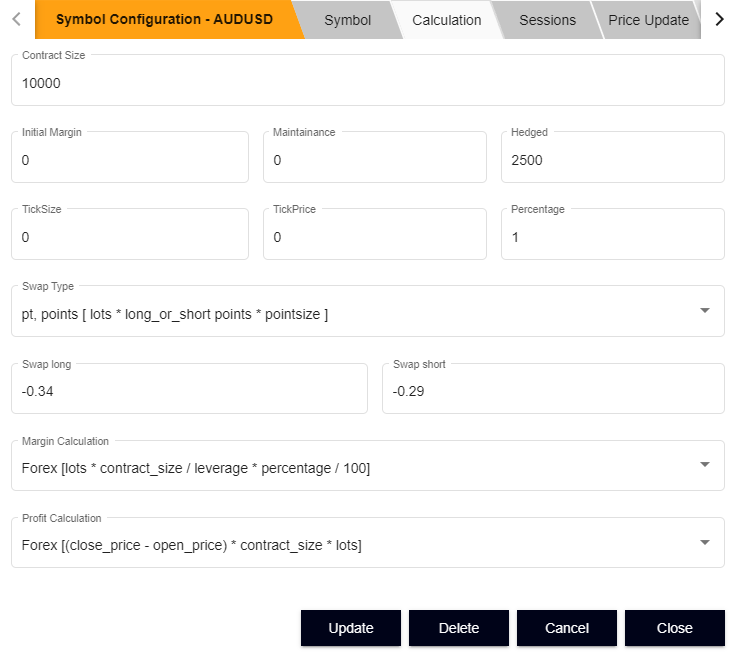 Symbol Configuration - AUDUSD
Symbol
Calculation
Sessions
Price Update
Contract Size
10000
Initial Margin
Maintainance
Hedged
0
0
2500
TickSize
TickPrice
Percentage
0
0
1
Swap Type
pt, points [ lots * long_or_short points * pointsize ]
Swap long
Swap short
-0.34
-0.29
Margin Calculation
Forex [lots * contract_size / leverage * percentage / 100]
Profit Calculation
Forex [(close_price - open_price) * contract_size * lots]
Update
Delete
Cancel
Close